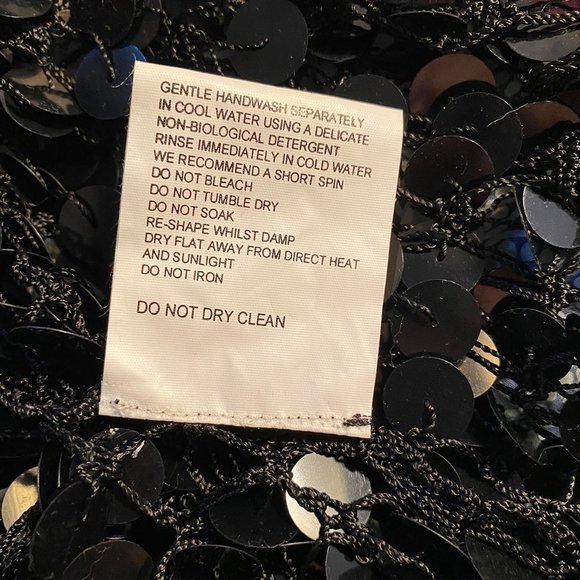 GENTLE HANDWASH SEPARATELY
IN COOL WATER USING A DELICATE
NON-BIOLOGICAL DETERGENT
RINSE IMMEDIATELY IN COLD WATER
WE RECOMMEND A SHORT SPIN
DO NOT BLEACH
DO NOT TUMBLE DRY
DO NOT SOAK
RE-SHAPE WHILST DAMP
DRY FLAT AWAY FROM DIRECT HEAT
AND SUNLIGHT
DO NOT IRON
DO NOT DRY CLEAN